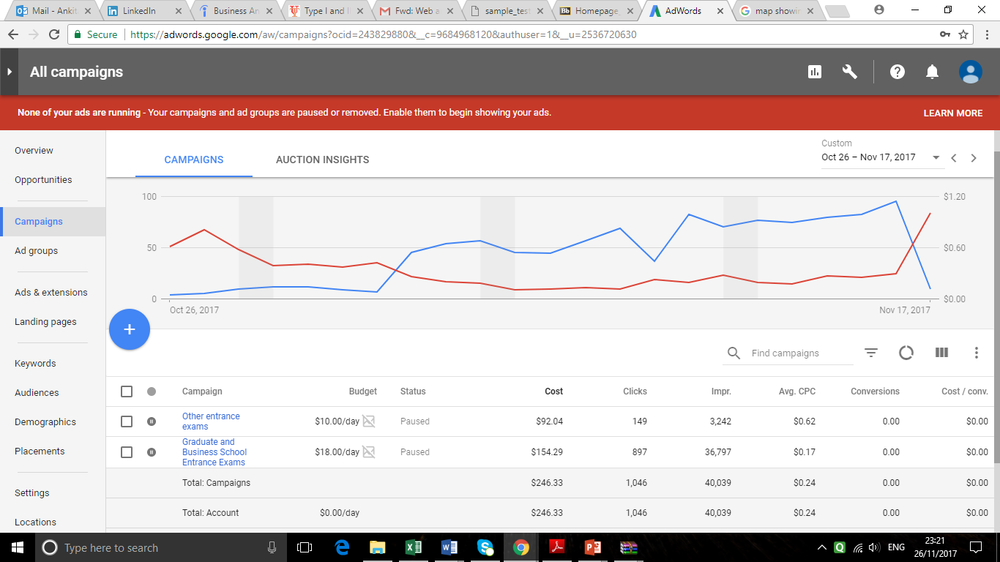 Mail - Ankit
LinkedIn
Business An
Type I and I
Fwd: Web a
sample_test
Homepage
AdWords
map showin
Secure https://adwords.google.com/aw/campaigns?ocid=243829880&__c=9684968120&authuser=1&__u=2536720630
All campaigns
None of your ads are running - Your campaigns and ad groups are paused or removed. Enable them to begin showing your ads.
LEARN MORE
Overview
Opportunities
Campaigns
Ad groups
Ads & extensions
Landing pages
Keywords
Audiences
Demographics
Placements
Settings
Locations
CAMPAIGNS
AUCTION INSIGHTS
Custom
Oct 26 – Nov 17, 2017
100
50
0
$1.20
$0.60
$0.00
Oct 26, 2017
Nov 17, 2017
+
Find campaigns
Campaign Budget Status Cost Clicks Impr. Avg. CPC Conversions Cost / conv.
Other entrance
exams
$10.00/day Paused $92.04 149 3,242 $0.62 0.00 $0.00
Graduate and
Business School
Entrance Exams
$18.00/day Paused $154.29 897 36,797 $0.17 0.00 $0.00
Total: Campaigns $246.33 1,046 40,039 $0.24 0.00 $0.00
Total: Account $0.00/day $246.33 1,046 40,039 $0.24 0.00 $0.00
Type here to search
ENG
23:21
26/11/2017